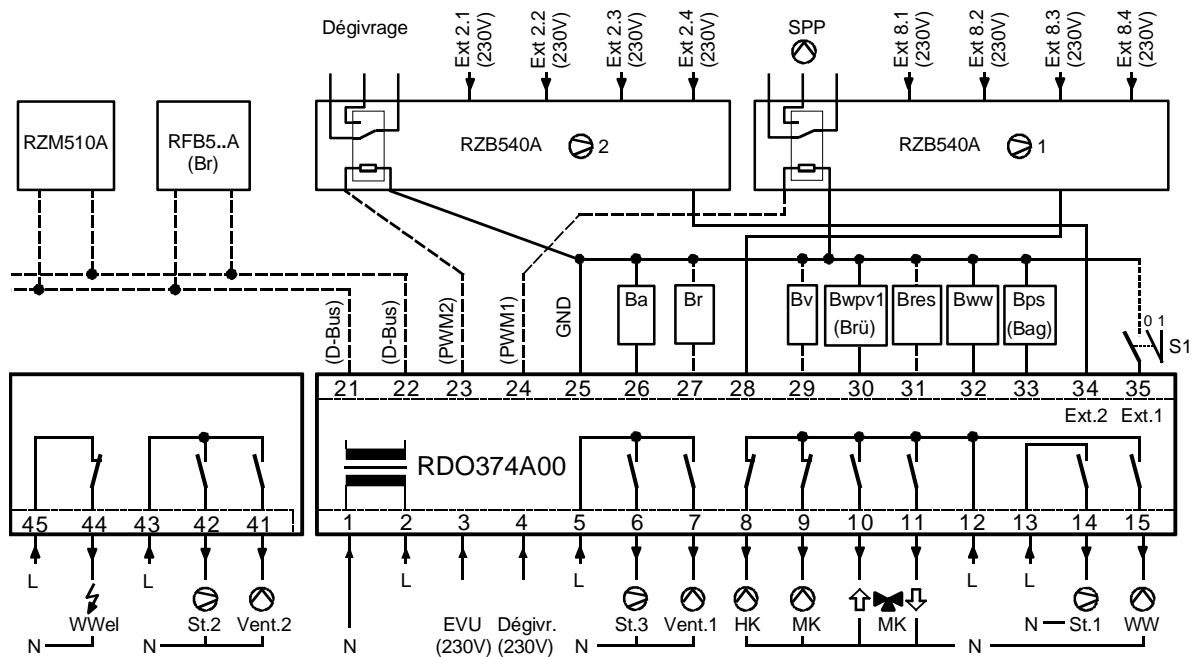 Dégivrage
Ext 2.1 (230V)
Ext 2.2 (230V)
Ext 2.3 (230V)
Ext 2.4 (230V)
SPP
Ext 8.1 (230V)
Ext 8.2 (230V)
Ext 8.3 (230V)
Ext 8.4 (230V)
RZM510A
RFB5..A
(Br)
RZB540A 2
RZB540A 1
(D-Bus)
(D-Bus)
(PWM2)
(PWM1)
GND
Ba
Br
Bv
Bwpv1
(Brü)
Bres
Bww
Bps
(Bag)
0 1
S1
21 22 23 24 25 26 27 28 29 30 31 32 33 34 35
Ext.2 Ext.1
RDO374A00
45 44 43 42 41
1 2 3 4 5 6 7 8 9 10 11 12 13 14 15
L L L L L L
WWel St.2 Vent.2
St.3 Vent.1 HK MK MK
N St.1 WW
N N N
EVU
(230V)
Dégivr.
(230V)
N